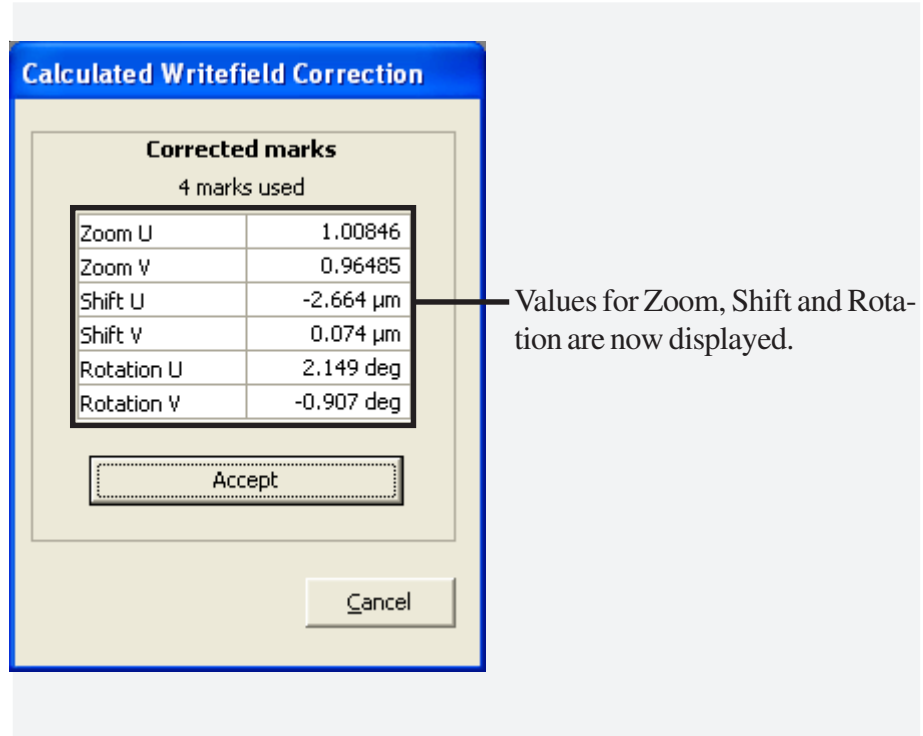 Calculated Writefield Correction
Corrected marks
4 marks used
Zoom U 1.00846
Zoom V 0.96485
Shift U -2.664 µm
Shift V 0.074 µm
Rotation U 2.149 deg
Rotation V -0.907 deg
Accept
Cancel
Values for Zoom, Shift and Rota-
tion are now displayed.